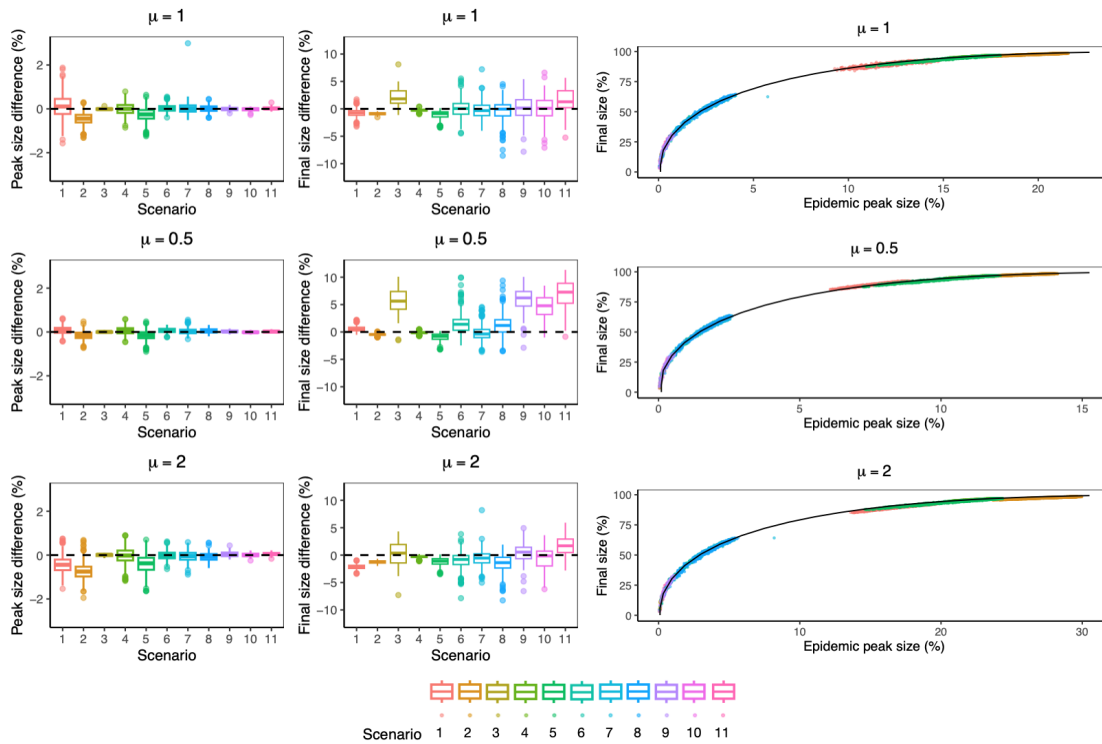 μ = 1
Peak size difference (%)
2
0
−2
1 2 3 4 5 6 7 8 9 10 11
Scenario
μ = 1
Final size difference (%)
10
5
0
−5
−10
1 2 3 4 5 6 7 8 9 10 11
Scenario
μ = 1
Final size (%)
100
75
50
25
0
0 5 10 15 20
Epidemic peak size (%)
μ = 0.5
Peak size difference (%)
2
0
−2
1 2 3 4 5 6 7 8 9 10 11
Scenario
μ = 0.5
Final size difference (%)
10
5
0
−5
−10
1 2 3 4 5 6 7 8 9 10 11
Scenario
μ = 0.5
Final size (%)
100
75
50
25
0
0 5 10 15
Epidemic peak size (%)
μ = 2
Peak size difference (%)
2
0
−2
1 2 3 4 5 6 7 8 9 10 11
Scenario
μ = 2
Final size difference (%)
10
5
0
−5
−10
1 2 3 4 5 6 7 8 9 10 11
Scenario
μ = 2
Final size (%)
100
75
50
25
0
0 10 20 30
Epidemic peak size (%)
Scenario 1 2 3 4 5 6 7 8 9 10 11